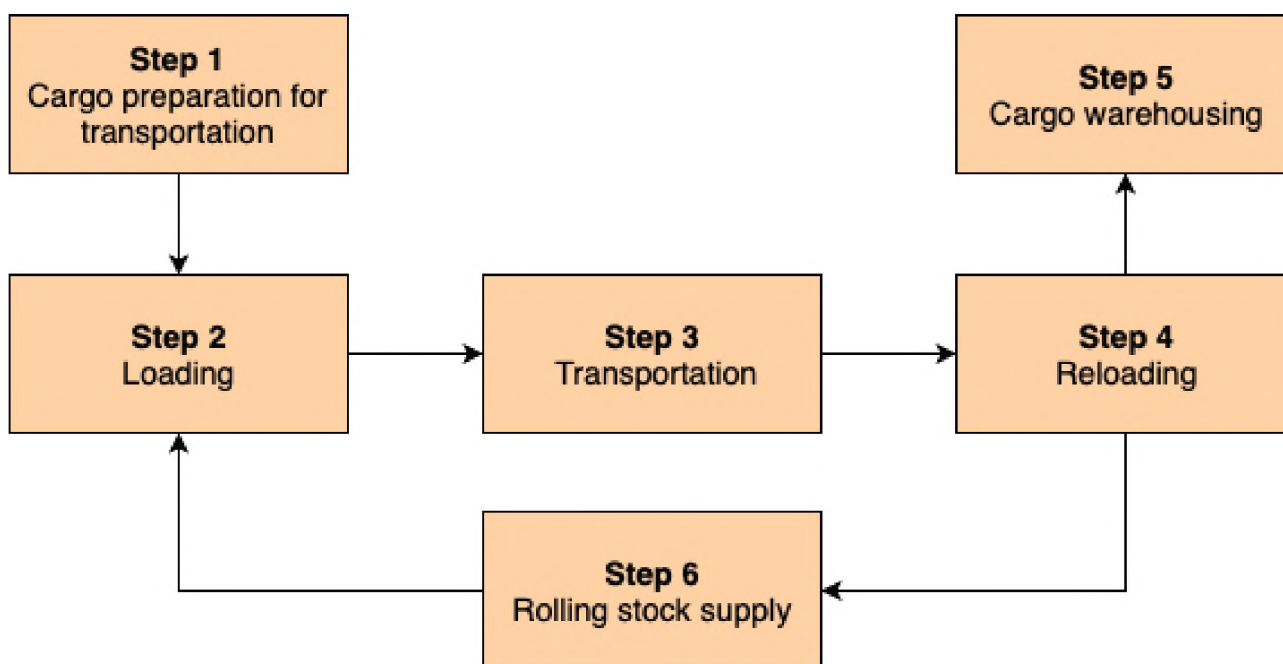 Step 1
Cargo preparation for
transportation
Step 5
Cargo warehousing
Step 2
Loading
Step 3
Transportation
Step 4
Reloading
Step 6
Rolling stock supply